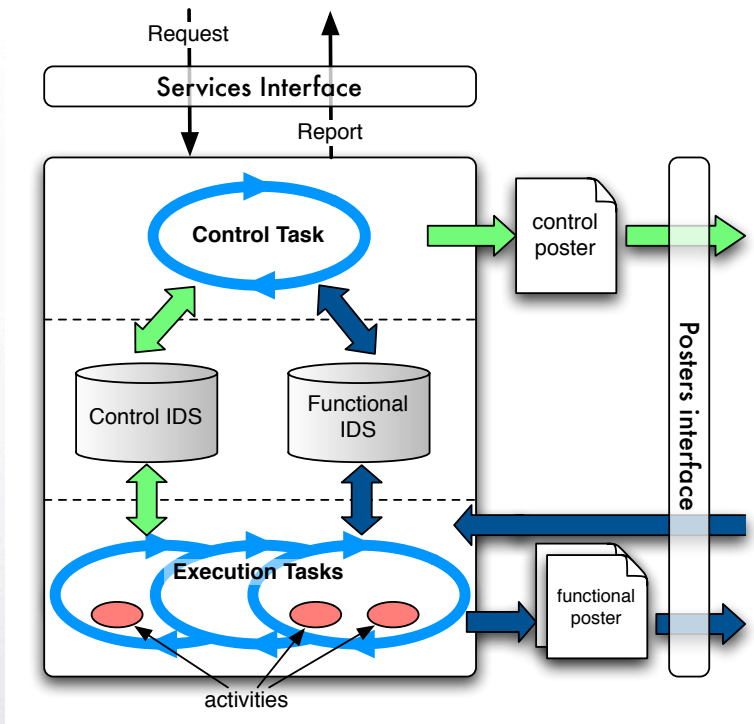 Request
Services Interface
Report
Control Task
control
poster
Posters interface
Control IDS
Functional
IDS
Execution Tasks
functional
poster
activities